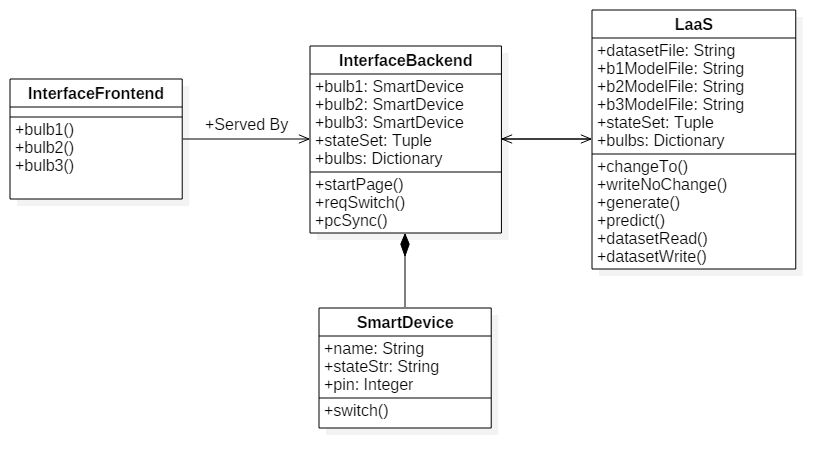 InterfaceFrontend
+bulb1()
+bulb2()
+bulb3()
+Served By
InterfaceBackend
+bulb1: SmartDevice
+bulb2: SmartDevice
+bulb3: SmartDevice
+stateSet: Tuple
+bulbs: Dictionary
+startPage()
+reqSwitch()
+pcSync()
LaaS
+datasetFile: String
+b1ModelFile: String
+b2ModelFile: String
+b3ModelFile: String
+stateSet: Tuple
+bulbs: Dictionary
+changeTo()
+writeNoChange()
+generate()
+predict()
+datasetRead()
+datasetWrite()
SmartDevice
+name: String
+stateStr: String
+pin: Integer
+switch()